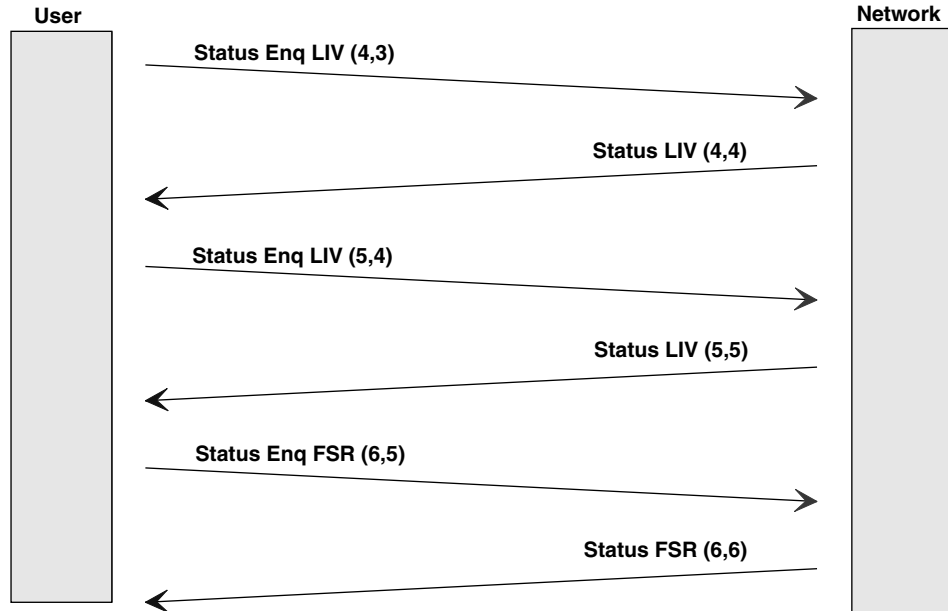 User
Network
Status Enq LIV (4,3)
Status LIV (4,4)
Status Enq LIV (5,4)
Status LIV (5,5)
Status Enq FSR (6,5)
Status FSR (6,6)